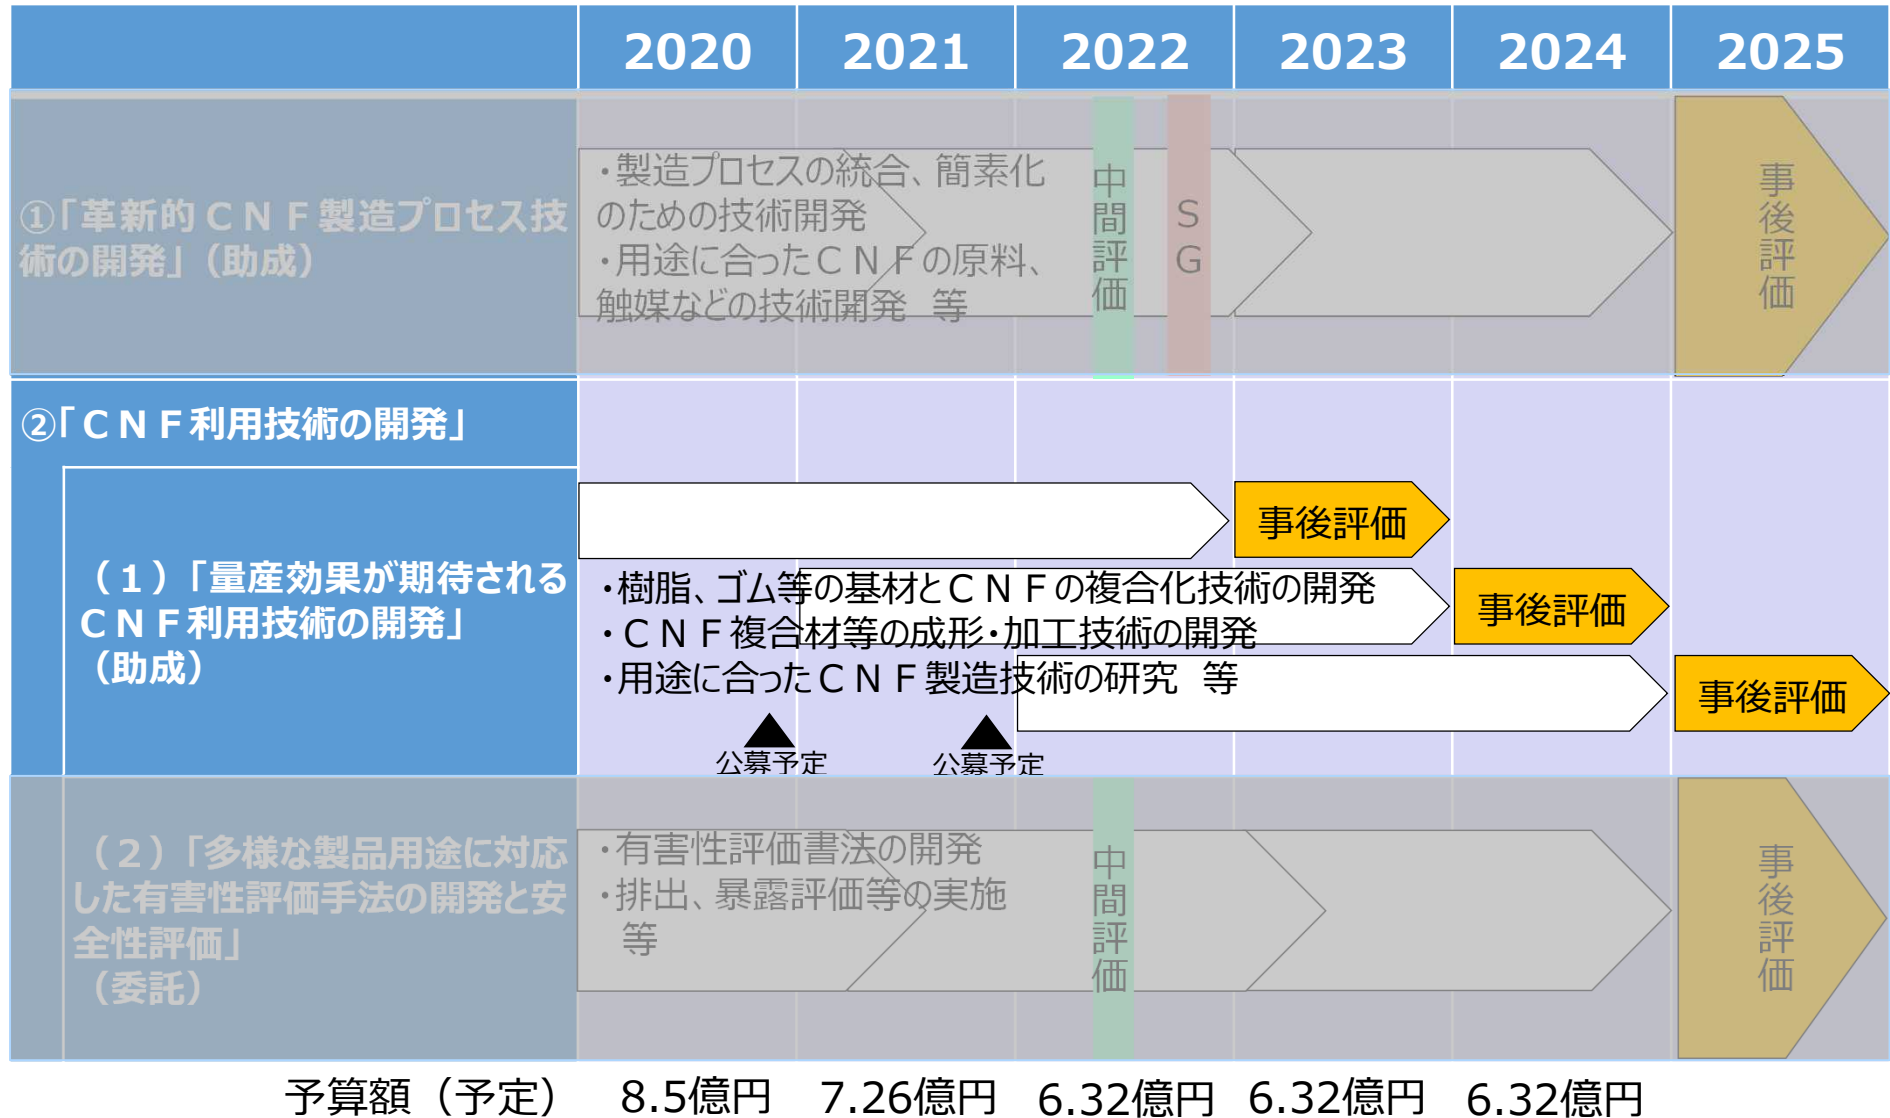 2020 2021 2022 2023 2024 2025
①「革新的ＣＮＦ製造プロセス技
術の開発」（助成）
・製造プロセスの統合、簡素化
のための技術開発
・用途に合ったＣＮＦの原料、
触媒などの技術開発　等
中間評価
ＳＧ
事後評価
②「ＣＮＦ利用技術の開発」
（１）「量産効果が期待される
ＣＮＦ利用技術の開発」
（助成）
事後評価
・樹脂、ゴム等の基材とＣＮＦの複合化技術の開発
・ＣＮＦ複合材等の成形・加工技術の開発
・用途に合ったＣＮＦ製造技術の研究　等
事後評価
事後評価
公募予定
公募予定
（２）「多様な製品用途に対応
した有害性評価手法の開発と安
全性評価」
（委託）
・有害性評価書法の開発
・排出、暴露評価等の実施
等
中間評価
事後評価
予算額（予定） 8.5億円 7.26億円 6.32億円 6.32億円 6.32億円